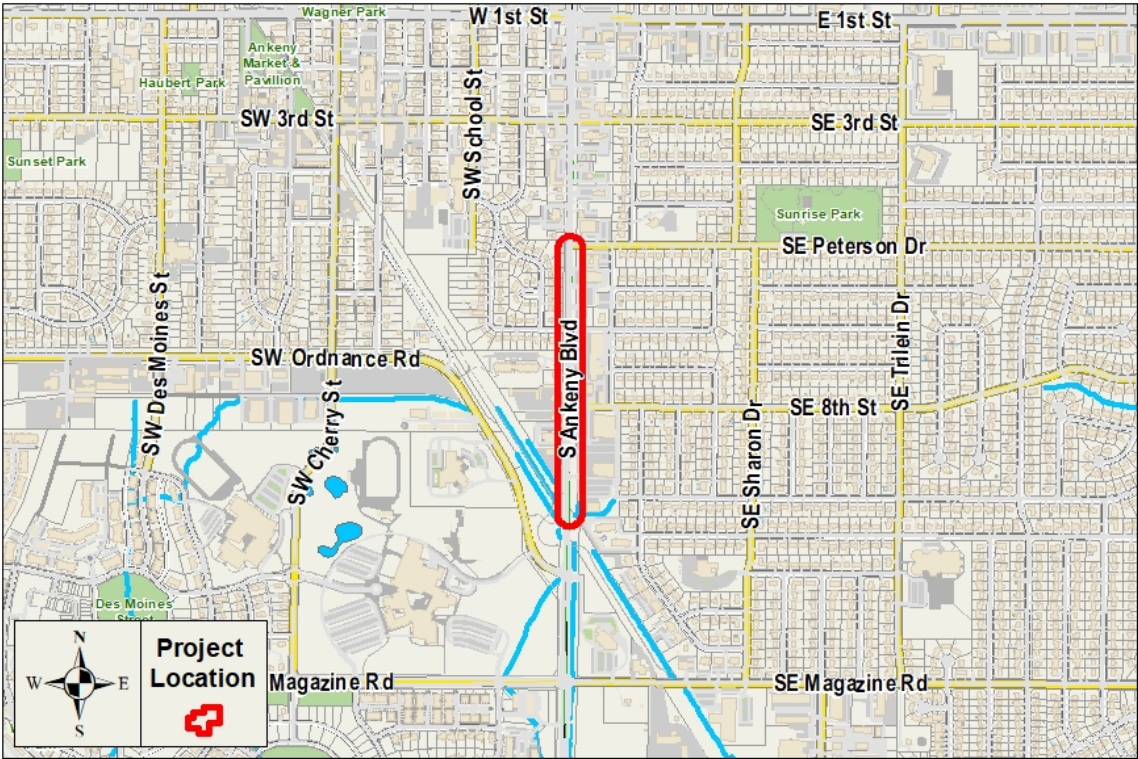 Wagner Park
W 1st St
E 1st St
Ankeny
Market &
Pavillion
Haubert Park
SW School St
SW 3rd St
SE 3rd St
Sunset Park
Sunrise Park
SE Peterson Dr
SW Des Moines St
SW Ordnance Rd
S Ankeny Blvd
SE Trilein Dr
SW Cherry St
SE 8th St
SE Sharon Dr
Des Moines
Street
N
W
E
S
Project
Location
Magazine Rd
SE Magazine Rd